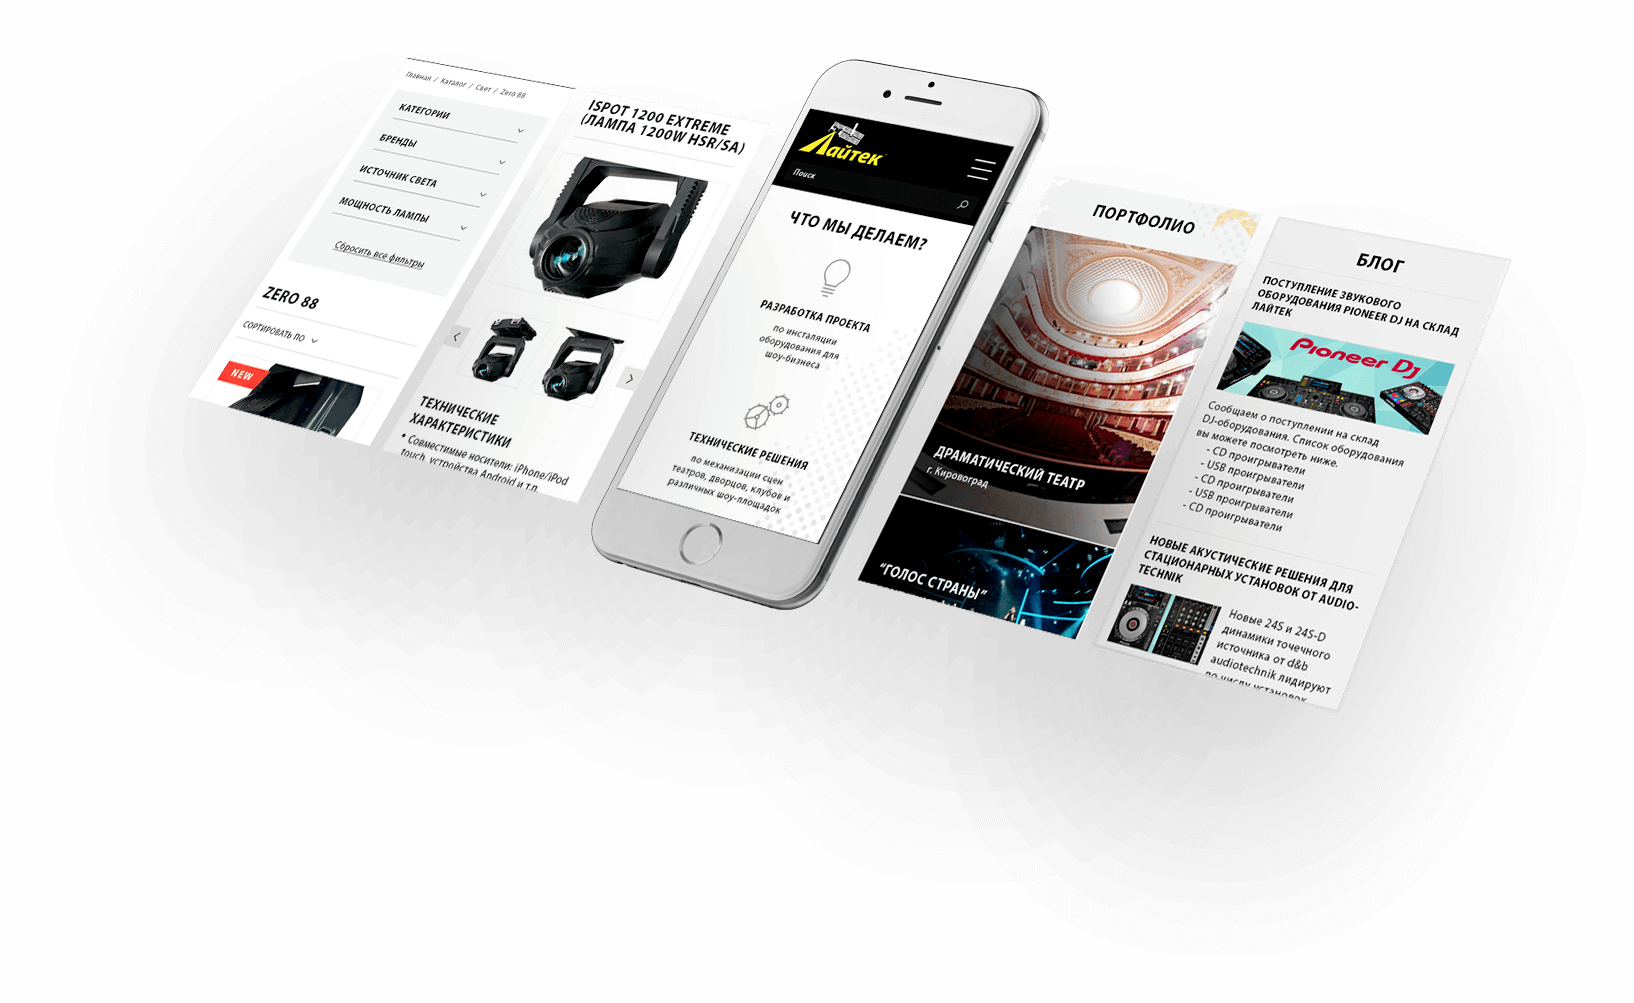 Главная / Каталог / Свет / Zero 88
КАТЕГОРИИ
БРЕНДЫ
ИСТОЧНИК СВЕТА
МОЩНОСТЬ ЛАМПЫ
Сбросить все фильтры
ZERO 88
СОРТИРОВАТЬ ПО
NEW
ISPOT 1200 EXTREME
(ЛАМПА 1200W HSR/SA)
ТЕХНИЧЕСКИЕ
ХАРАКТЕРИСТИКИ
• Совместимые носители: iPhone/iPod
touch, устройства Android и т.п.
Лайтек
Поиск
ЧТО МЫ ДЕЛАЕМ?
РАЗРАБОТКА ПРОЕКТА
по инсталяции
оборудования для
шоу-бизнеса
ТЕХНИЧЕСКИЕ РЕШЕНИЯ
по механизации сцен
театров, дворцов, клубов и
различных шоу-площадок
ПОРТФОЛИО
ДРАМАТИЧЕСКИЙ ТЕАТР
г. Кировоград
“ГОЛОС СТРАНЫ”
БЛОГ
ПОСТУПЛЕНИЕ ЗВУКОВОГО
ОБОРУДОВАНИЯ PIONEER DJ НА СКЛАД
ЛАЙТЕК
Pioneer Dj
Сообщаем о поступлении на склад
DJ-оборудования. Список оборудования
вы можете посмотреть ниже.
- CD проигрыватели
- USB проигрыватели
- CD проигрыватели
- USB проигрыватели
- CD проигрыватели
НОВЫЕ АКУСТИЧЕСКИЕ РЕШЕНИЯ ДЛЯ
СТАЦИОНАРНЫХ УСТАНОВОК ОТ AUDIO-
TECHNIK
Новые 24S и 24S-D
динамики точечного
источника от d&b
audiotechnik лидируют
по числу установок